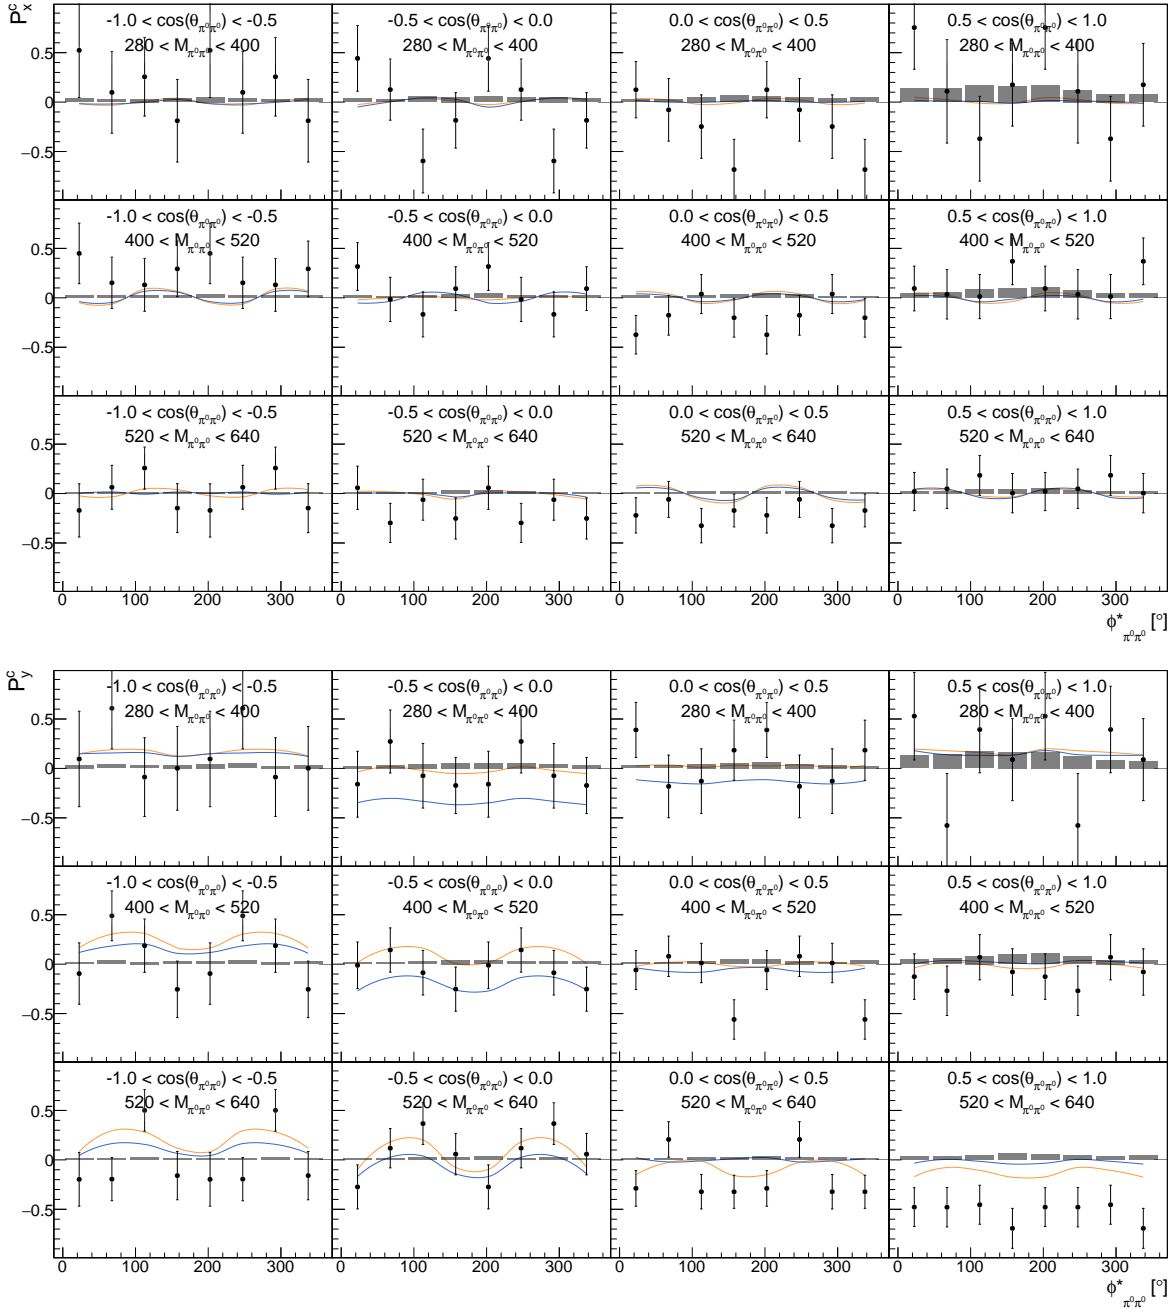 P_x^c
-1.0 < cos(θ_π⁰π⁰) < -0.5
280 < M_π⁰π⁰ < 400
-0.5 < cos(θ_π⁰π⁰) < 0.0
280 < M_π⁰π⁰ < 400
0.0 < cos(θ_π⁰π⁰) < 0.5
280 < M_π⁰π⁰ < 400
0.5 < cos(θ_π⁰π⁰) < 1.0
280 < M_π⁰π⁰ < 400
0.5
0
−0.5
-1.0 < cos(θ_π⁰π⁰) < -0.5
400 < M_π⁰π⁰ < 520
-0.5 < cos(θ_π⁰π⁰) < 0.0
400 < M_π⁰π⁰ < 520
0.0 < cos(θ_π⁰π⁰) < 0.5
400 < M_π⁰π⁰ < 520
0.5 < cos(θ_π⁰π⁰) < 1.0
400 < M_π⁰π⁰ < 520
0.5
0
−0.5
-1.0 < cos(θ_π⁰π⁰) < -0.5
520 < M_π⁰π⁰ < 640
-0.5 < cos(θ_π⁰π⁰) < 0.0
520 < M_π⁰π⁰ < 640
0.0 < cos(θ_π⁰π⁰) < 0.5
520 < M_π⁰π⁰ < 640
0.5 < cos(θ_π⁰π⁰) < 1.0
520 < M_π⁰π⁰ < 640
0.5
0
−0.5
0 100 200 300 0 100 200 300 0 100 200 300 0 100 200 300
ϕ*_π⁰π⁰ [°]
P_y^c
-1.0 < cos(θ_π⁰π⁰) < -0.5
280 < M_π⁰π⁰ < 400
-0.5 < cos(θ_π⁰π⁰) < 0.0
280 < M_π⁰π⁰ < 400
0.0 < cos(θ_π⁰π⁰) < 0.5
280 < M_π⁰π⁰ < 400
0.5 < cos(θ_π⁰π⁰) < 1.0
280 < M_π⁰π⁰ < 400
0.5
0
−0.5
-1.0 < cos(θ_π⁰π⁰) < -0.5
400 < M_π⁰π⁰ < 520
-0.5 < cos(θ_π⁰π⁰) < 0.0
400 < M_π⁰π⁰ < 520
0.0 < cos(θ_π⁰π⁰) < 0.5
400 < M_π⁰π⁰ < 520
0.5 < cos(θ_π⁰π⁰) < 1.0
400 < M_π⁰π⁰ < 520
0.5
0
−0.5
-1.0 < cos(θ_π⁰π⁰) < -0.5
520 < M_π⁰π⁰ < 640
-0.5 < cos(θ_π⁰π⁰) < 0.0
520 < M_π⁰π⁰ < 640
0.0 < cos(θ_π⁰π⁰) < 0.5
520 < M_π⁰π⁰ < 640
0.5 < cos(θ_π⁰π⁰) < 1.0
520 < M_π⁰π⁰ < 640
0.5
0
−0.5
0 100 200 300 0 100 200 300 0 100 200 300 0 100 200 300
ϕ*_π⁰π⁰ [°]